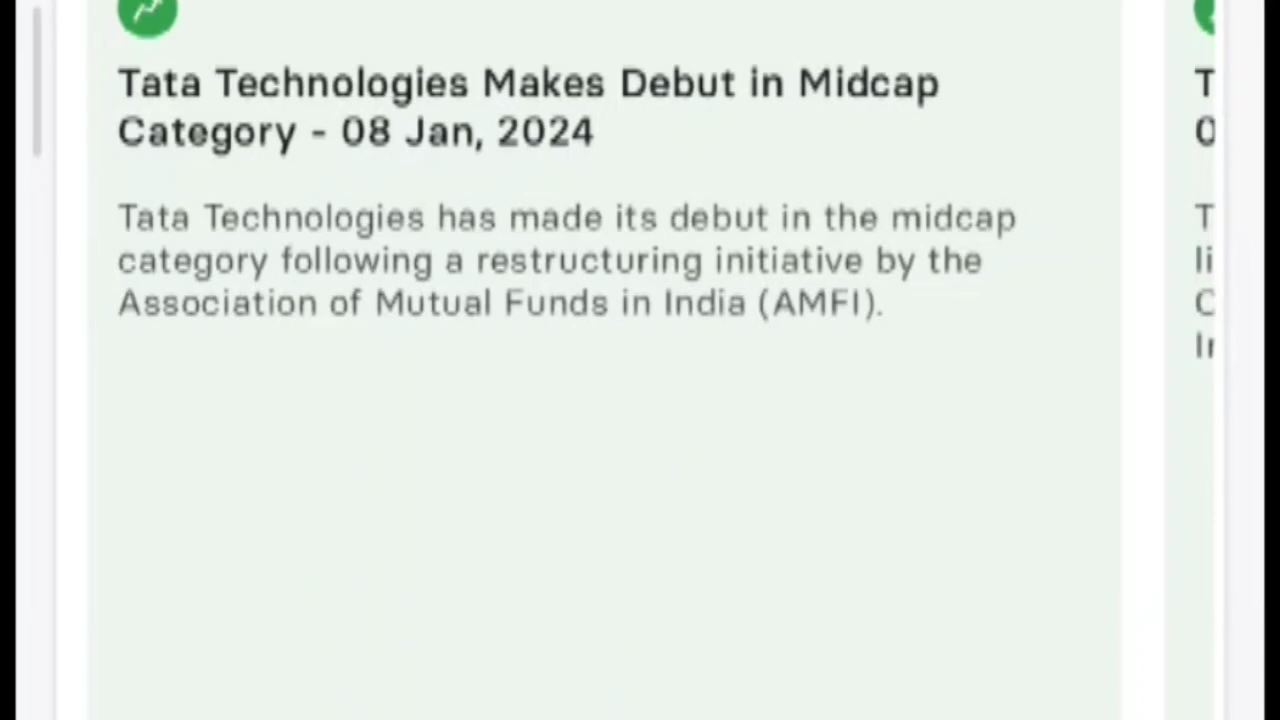 Tata Technologies Makes Debut in Midcap
Category - 08 Jan, 2024
Tata Technologies has made its debut in the midcap
category following a restructuring initiative by the
Association of Mutual Funds in India (AMFI).